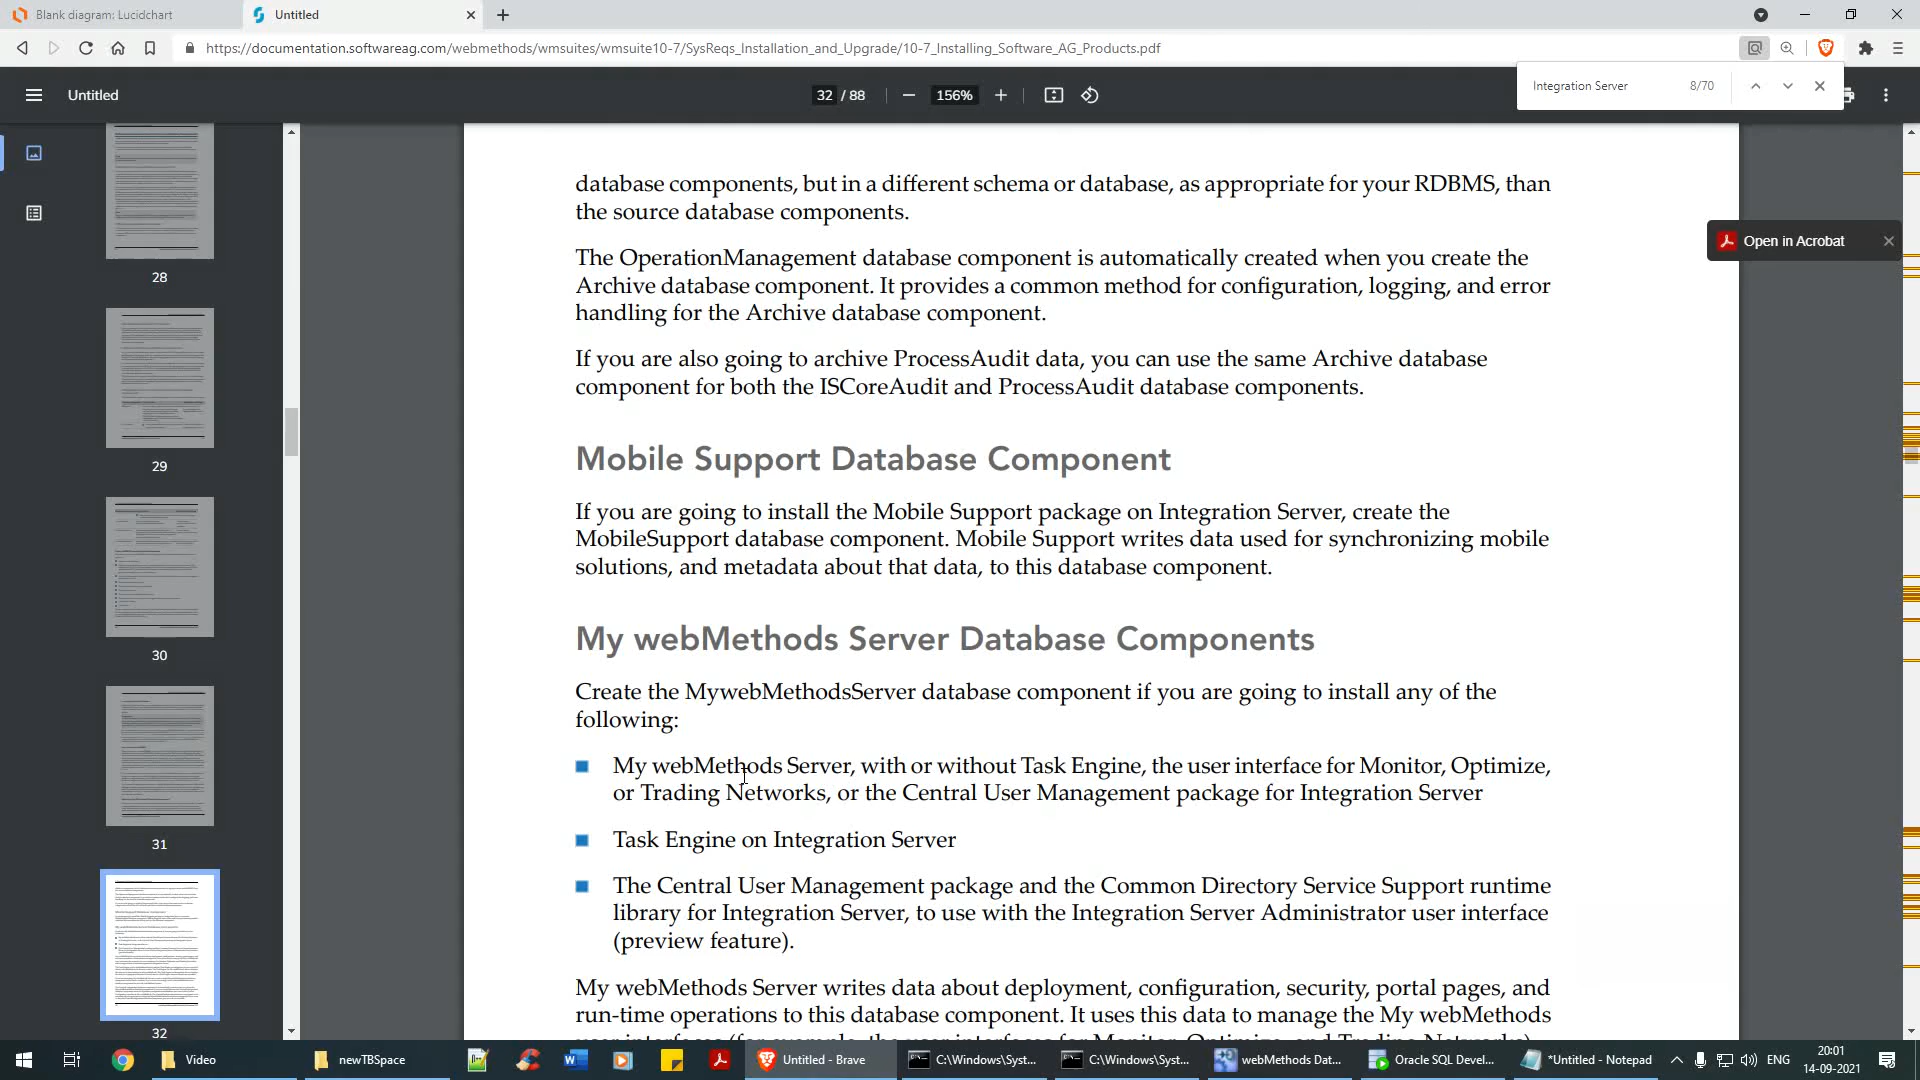 Blank diagram: Lucidchart
Untitled
https://documentation.softwareag.com/webmethods/wmsuites/wmsuite10-7/SysReqs_Installation_and_Upgrade/10-7_Installing_Software_AG_Products.pdf
Untitled
32 / 88
156%
Integration Server
8/70
Open in Acrobat
28
29
30
31
32
database components, but in a different schema or database, as appropriate for your RDBMS, than
the source database components.
The OperationManagement database component is automatically created when you create the
Archive database component. It provides a common method for configuration, logging, and error
handling for the Archive database component.
If you are also going to archive ProcessAudit data, you can use the same Archive database
component for both the ISCoreAudit and ProcessAudit database components.
Mobile Support Database Component
If you are going to install the Mobile Support package on Integration Server, create the
MobileSupport database component. Mobile Support writes data used for synchronizing mobile
solutions, and metadata about that data, to this database component.
My webMethods Server Database Components
Create the MywebMethodsServer database component if you are going to install any of the
following:
My webMethods Server, with or without Task Engine, the user interface for Monitor, Optimize,
or Trading Networks, or the Central User Management package for Integration Server
Task Engine on Integration Server
The Central User Management package and the Common Directory Service Support runtime
library for Integration Server, to use with the Integration Server Administrator user interface
(preview feature).
My webMethods Server writes data about deployment, configuration, security, portal pages, and
run-time operations to this database component. It uses this data to manage the My webMethods
user interfaces (for example, the user interfaces for Monitor, Optimize, and Trading Networks)
Video
newTBSpace
Untitled - Brave
C:\Windows\Syst...
C:\Windows\Syst...
webMethods Dat...
Oracle SQL Devel...
*Untitled - Notepad
ENG
20:01
14-09-2021